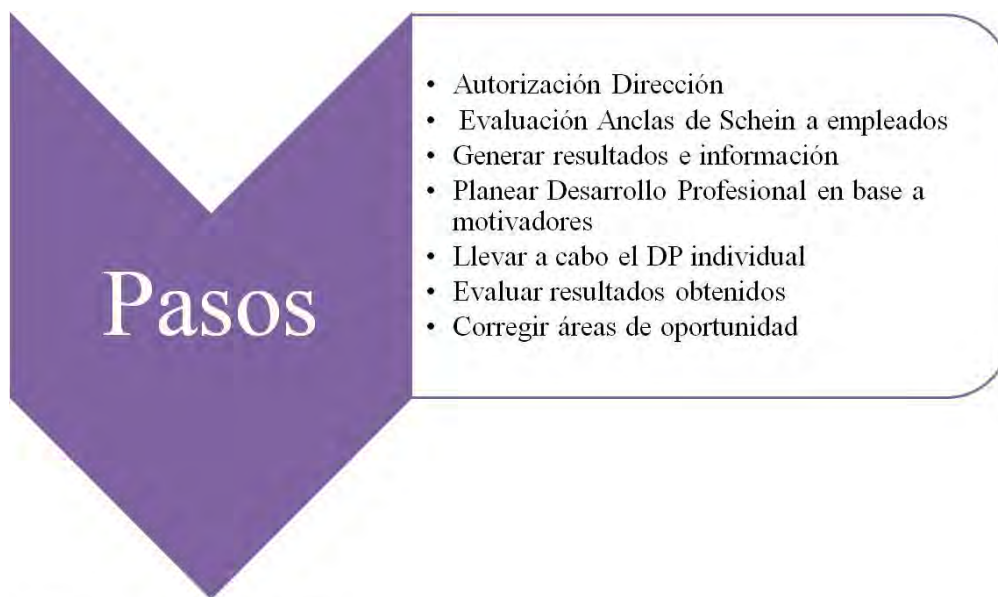 Pasos
• Autorización Dirección
• Evaluación Anclas de Schein a empleados
• Generar resultados e información
• Planear Desarrollo Profesional en base a
motivadores
• Llevar a cabo el DP individual
• Evaluar resultados obtenidos
• Corregir áreas de oportunidad